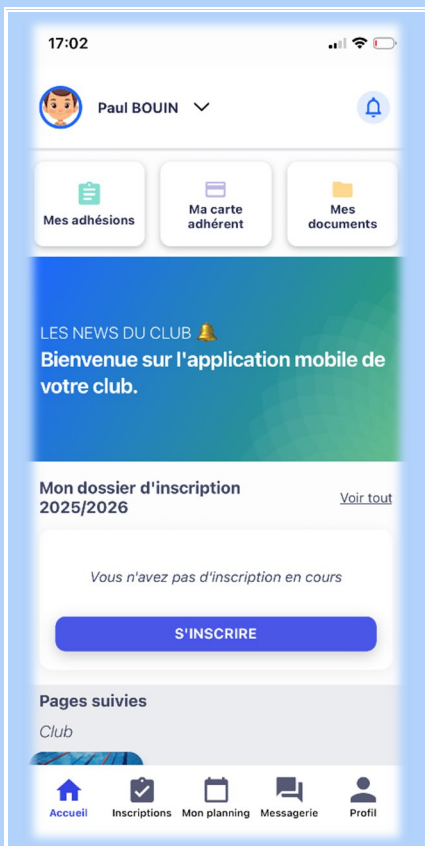 17:02
Paul BOUIN
Mes adhésions
Ma carte
adhérent
Mes
documents
LES NEWS DU CLUB 🔔
Bienvenue sur l'application mobile de
votre club.
Mon dossier d'inscription
2025/2026
Voir tout
Vous n'avez pas d'inscription en cours
S'INSCRIRE
Pages suivies
Club
Accueil
Inscriptions
Mon planning
Messagerie
Profil